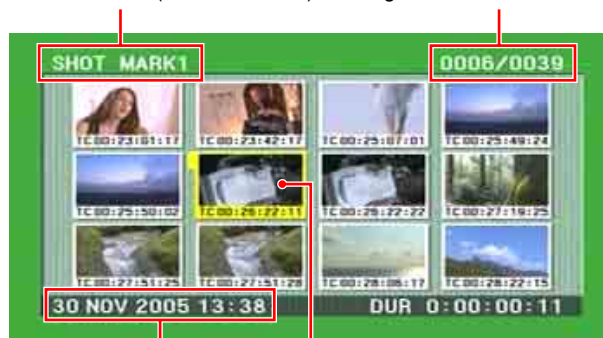 SHOT MARK1 0006/0039
TC 00:23:01:17 TC 00:23:42:17 TC 00:25:07:01 TC 00:25:49:24
TC 00:25:50:02 TC 00:26:22:11 TC 00:26:22:22 TC 00:27:19:25
TC 00:27:51:25 TC 00:27:51:28 TC 00:28:06:17 TC 00:28:22:15
30 NOV 2005 13:38 DUR 0:00:00:11